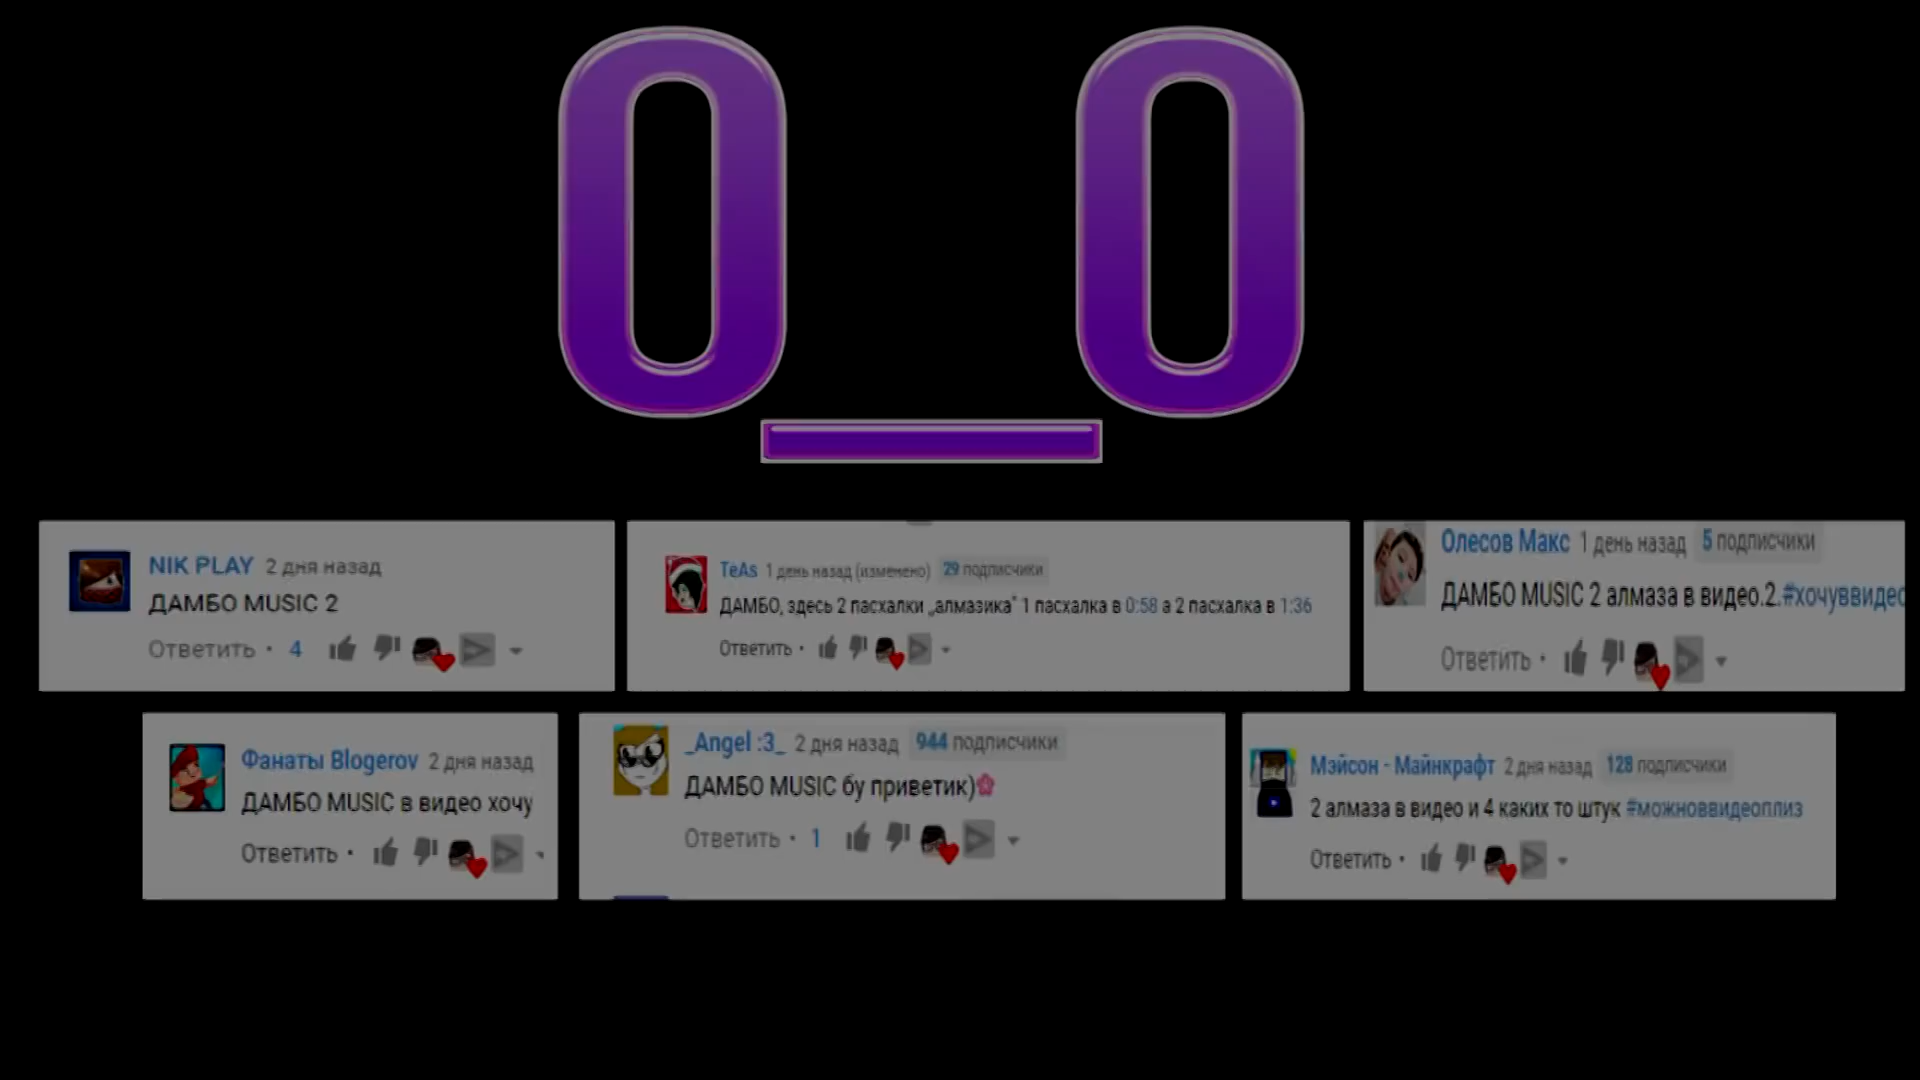 0_0
NIK PLAY 2 дня назад
ДАМБО MUSIC 2
Ответить · 4
TeAs 1 день назад (изменено) 29 подписчики
ДАМБО, здесь 2 пасхалки „алмазика" 1 пасхалка в 0:58 а 2 пасхалка в 1:36
Ответить ·
Олесов Макс 1 день назад 5 подписчики
ДАМБО MUSIC 2 алмаза в видео.2.#хочуввидео
Ответить ·
Фанаты Blogerov 2 дня назад
ДАМБО MUSIC в видео хочу
Ответить ·
_Angel :3_ 2 дня назад 944 подписчики
ДАМБО MUSIC бу приветик)🌸
Ответить · 1
Мэйсон - Майнкрафт 2 дня назад 128 подписчики
2 алмаза в видео и 4 каких то штук #можноввидеоплиз
Ответить ·